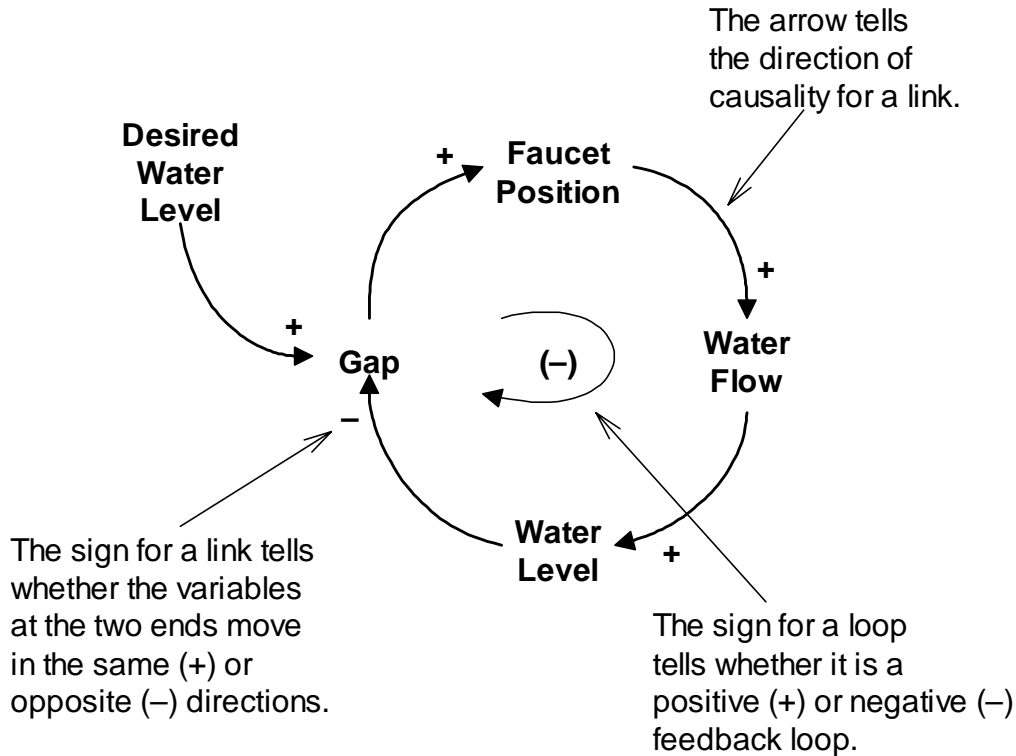 The arrow tells
the direction of
causality for a link.
Desired
Water
Level
+
Faucet
Position
+
+
Gap
(–)
Water
Flow
–
Water
Level
+
The sign for a link tells
whether the variables
at the two ends move
in the same (+) or
opposite (–) directions.
The sign for a loop
tells whether it is a
positive (+) or negative (–)
feedback loop.